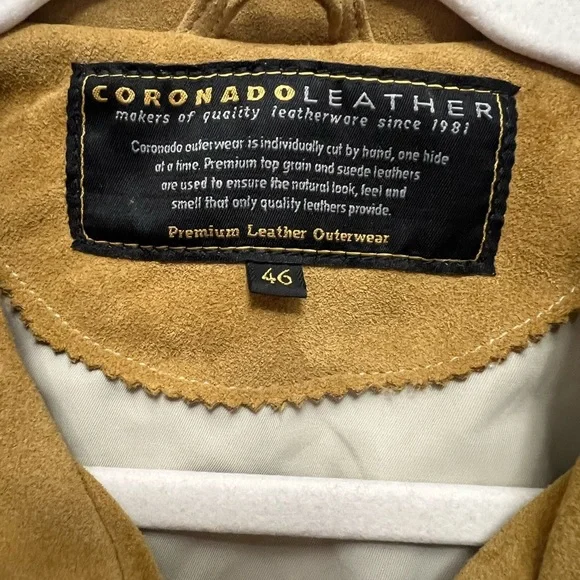 CORONADO LEATHER
makers of quality leatherware since 1981
Coronado outerwear is individually cut by hand, one hide
at a time. Premium top grain and suede leathers
are used to ensure the natural look, feel and
smell that only quality leathers provide.
Premium Leather Outerwear
46